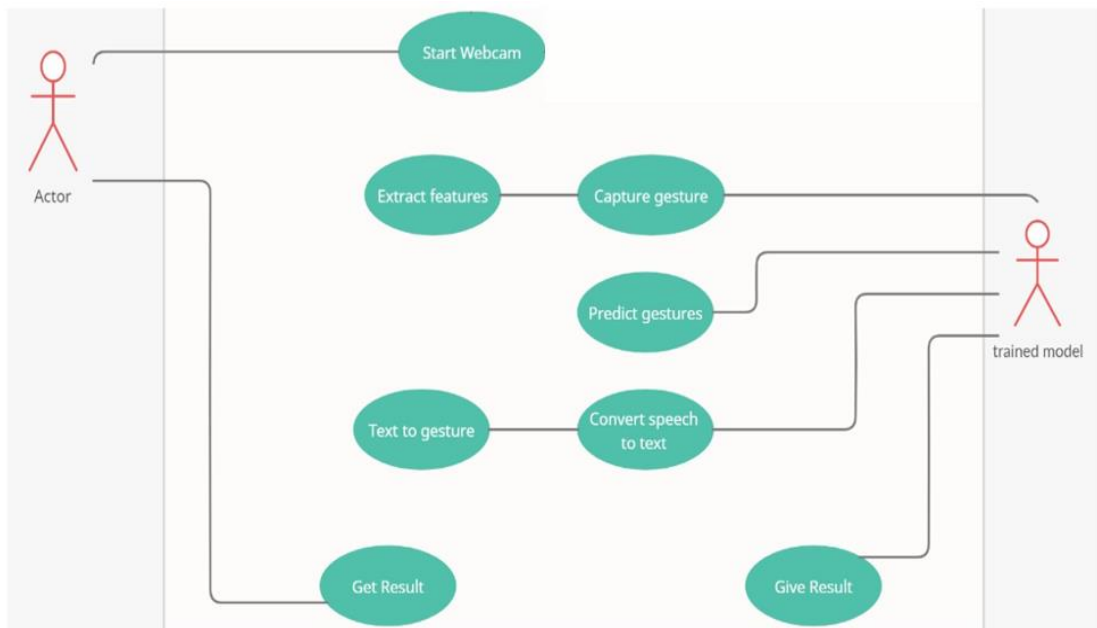 Start Webcam
Actor
Extract features
Capture gesture
Predict gestures
trained model
Text to gesture
Convert speech
to text
Get Result
Give Result